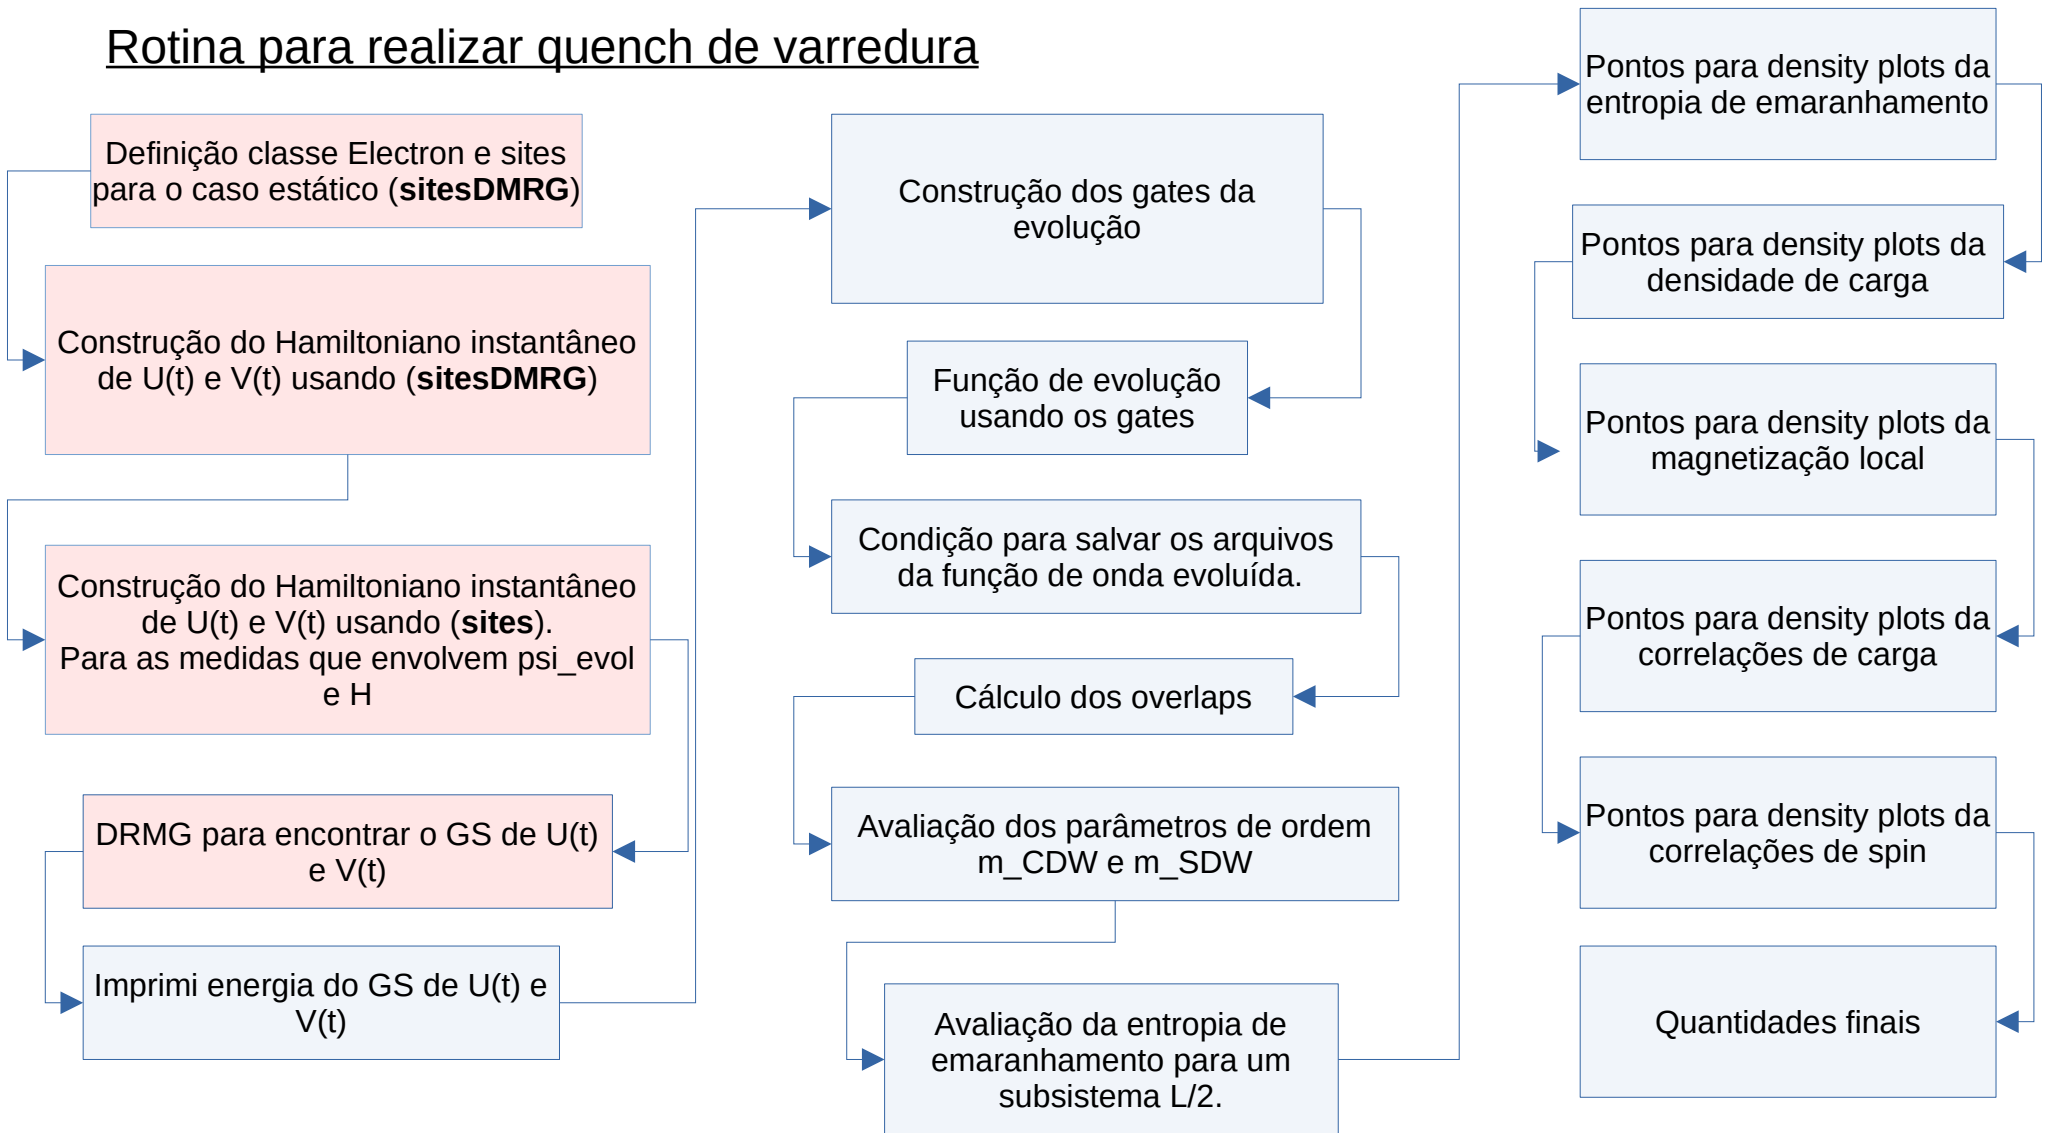 Rotina para realizar quench de varredura
Definição classe Electron e sites
para o caso estático (sitesDMRG)
Construção do Hamiltoniano instantâneo
de U(t) e V(t) usando (sitesDMRG)
Construção do Hamiltoniano instantâneo
de U(t) e V(t) usando (sites).
Para as medidas que envolvem psi_evol
e H
DRMG para encontrar o GS de U(t)
e V(t)
Imprimi energia do GS de U(t) e
V(t)
Construção dos gates da
evolução
Função de evolução
usando os gates
Condição para salvar os arquivos
da função de onda evoluída.
Cálculo dos overlaps
Avaliação dos parâmetros de ordem
m_CDW e m_SDW
Avaliação da entropia de
emaranhamento para um
subsistema L/2.
Pontos para density plots da
entropia de emaranhamento
Pontos para density plots da
densidade de carga
Pontos para density plots da
magnetização local
Pontos para density plots da
correlações de carga
Pontos para density plots da
correlações de spin
Quantidades finais